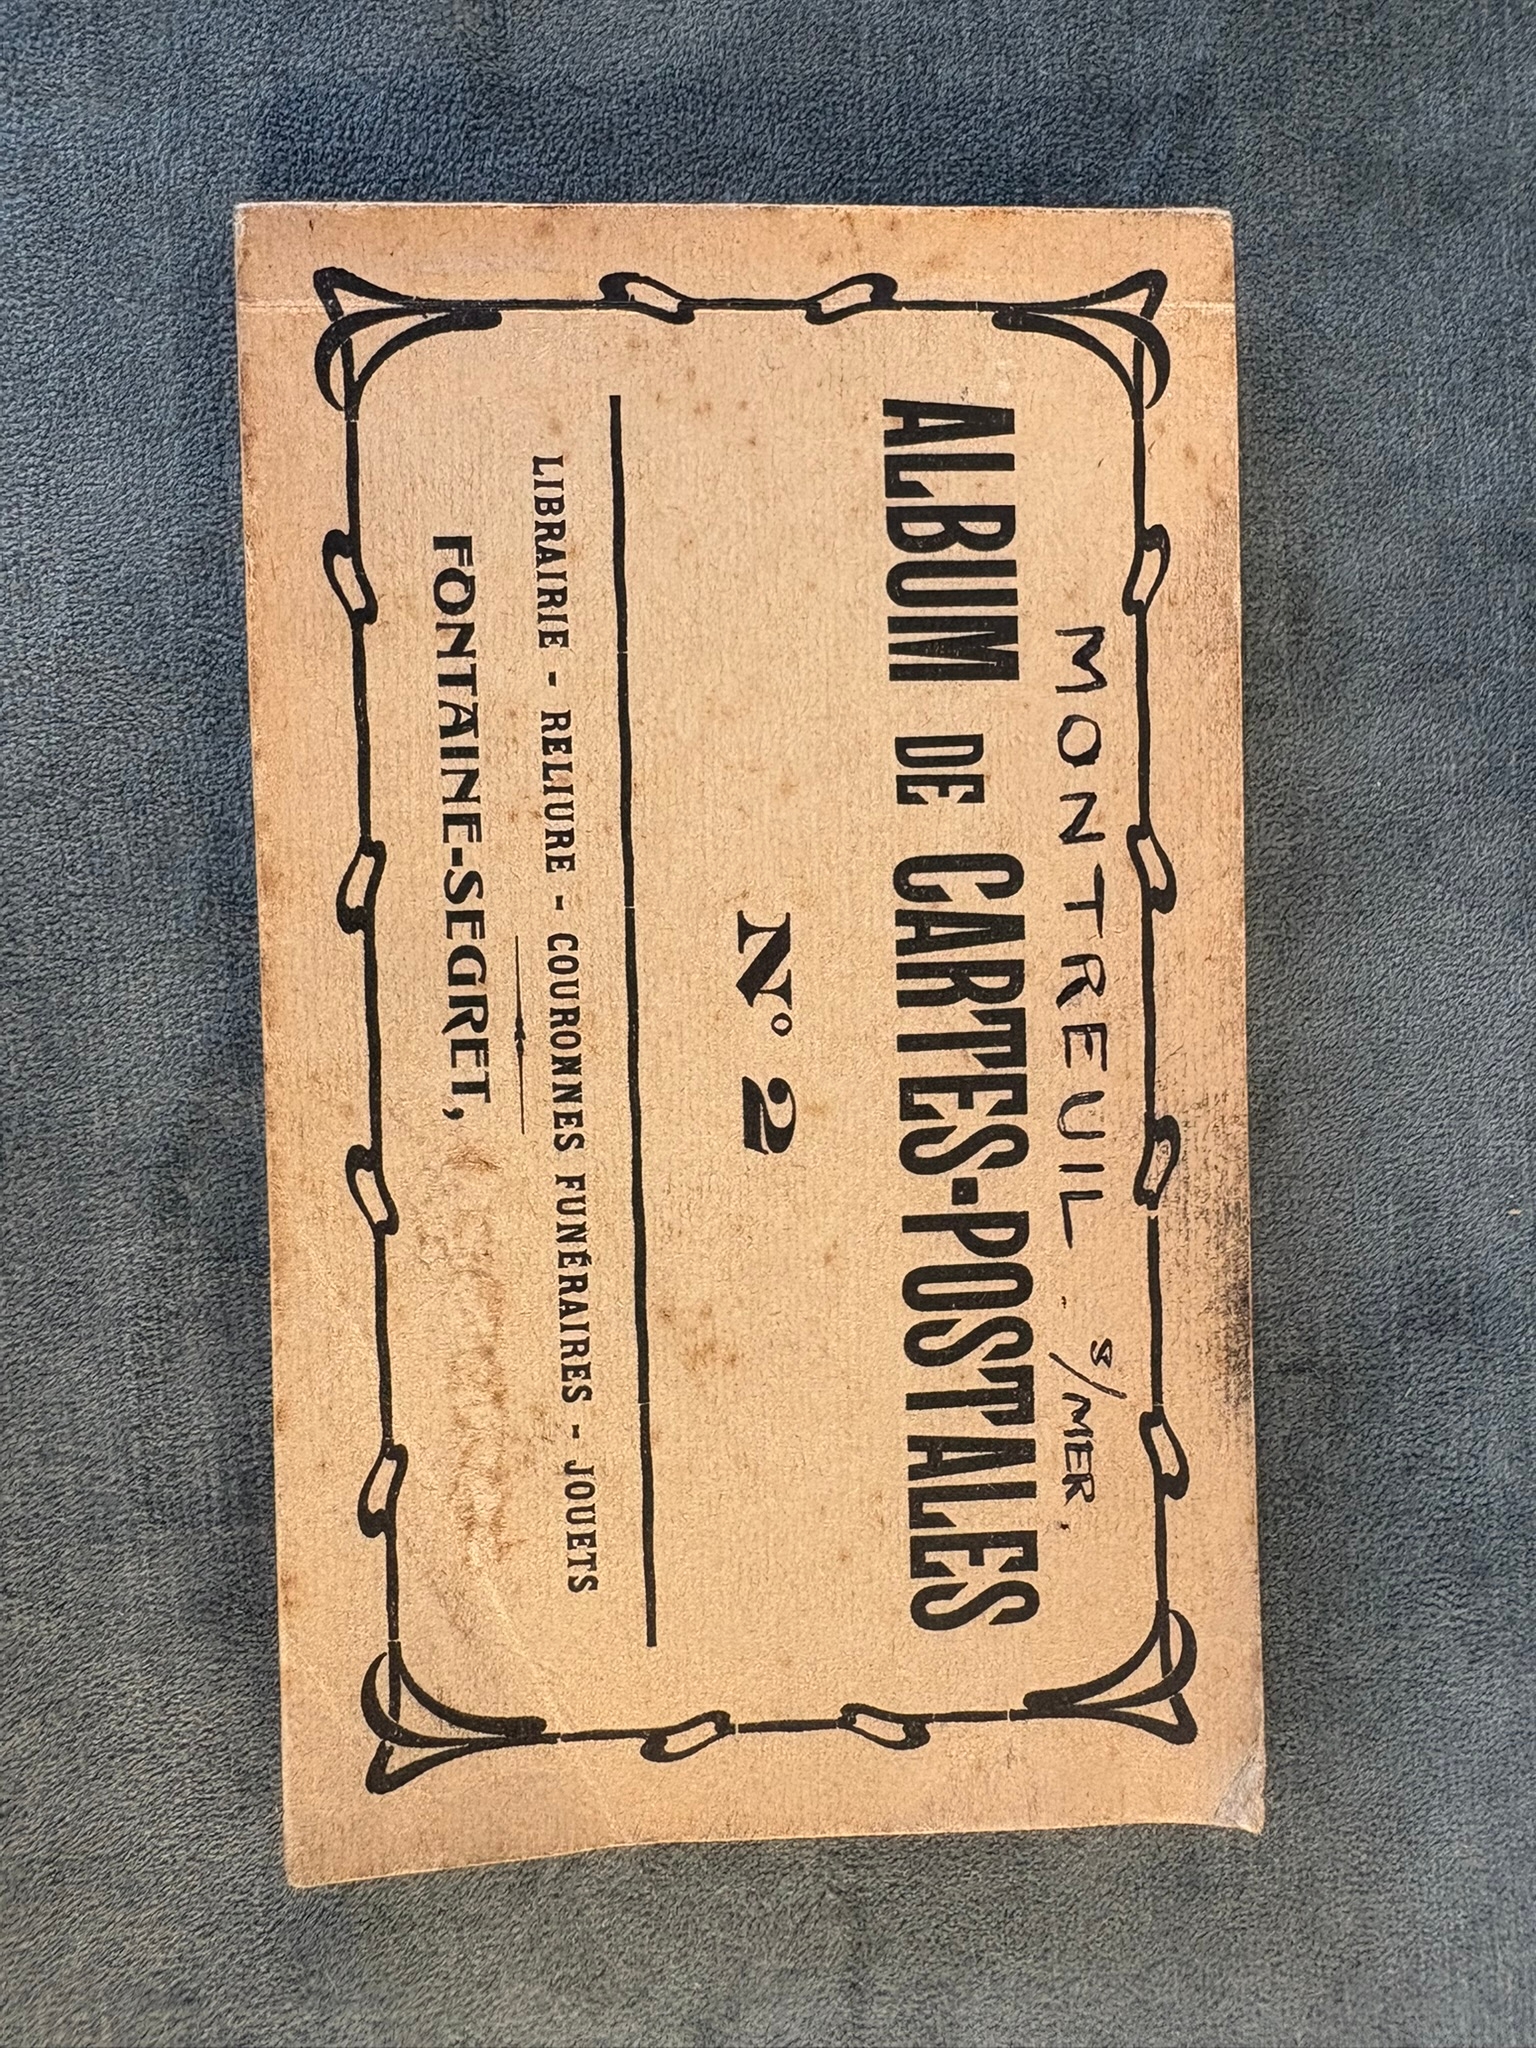 MONTREUIL. S/MER.
ALBUM DE CARTES-POSTALES
N° 2
LIBRAIRIE - RELIURE - COURONNES FUNÉRAIRES - JOUETS
FONTAINE-SEGRET,